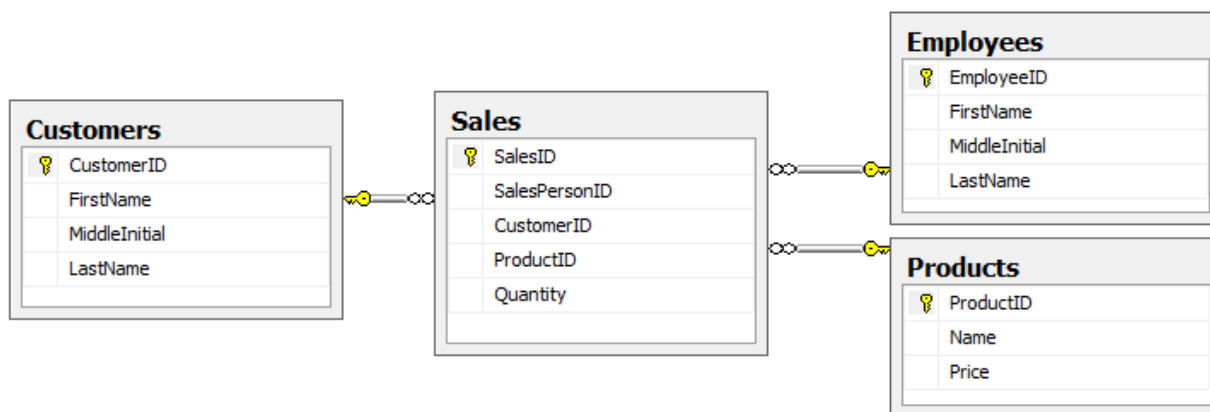 Customers
CustomerID
FirstName
MiddleInitial
LastName
Sales
SalesID
SalesPersonID
CustomerID
ProductID
Quantity
Employees
EmployeeID
FirstName
MiddleInitial
LastName
Products
ProductID
Name
Price